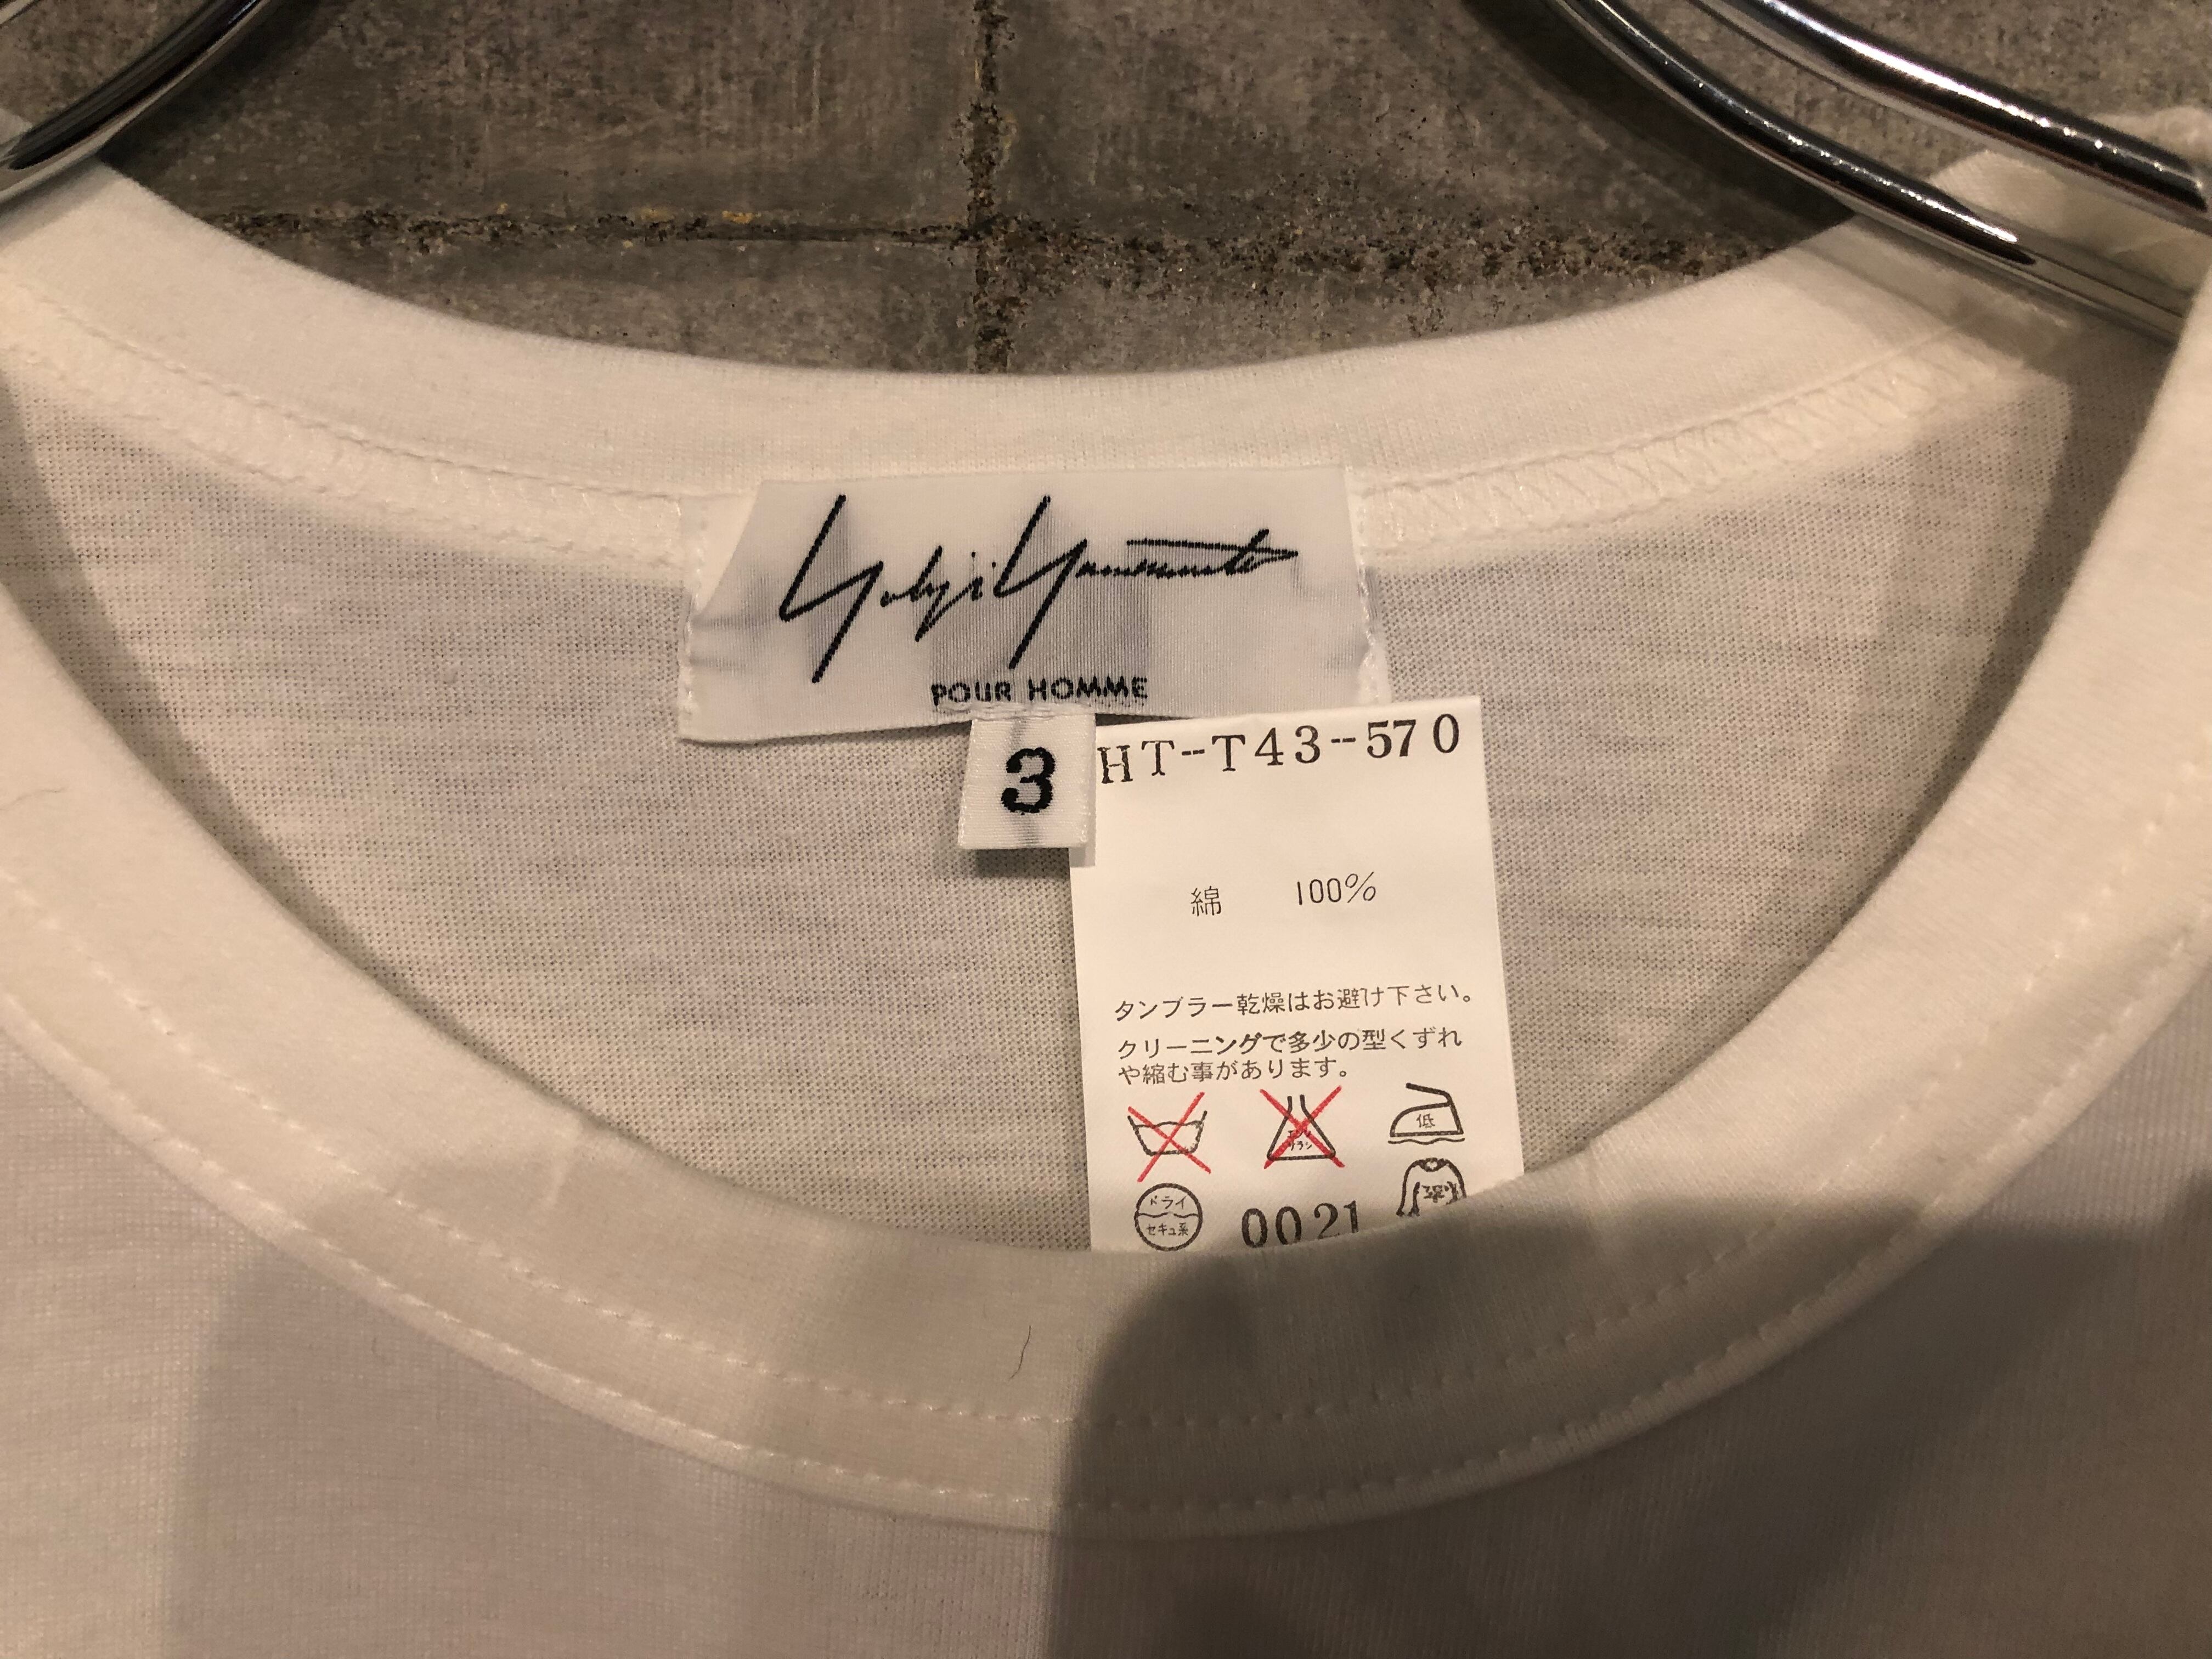 Yohji Yamamoto
POUR HOMME
3
HT-T43-570
綿 100%
タンブラー乾燥はお避け下さい。
クリーニングで多少の型くずれ
や縮む事があります。
低
ドライ
セキュ系
0021